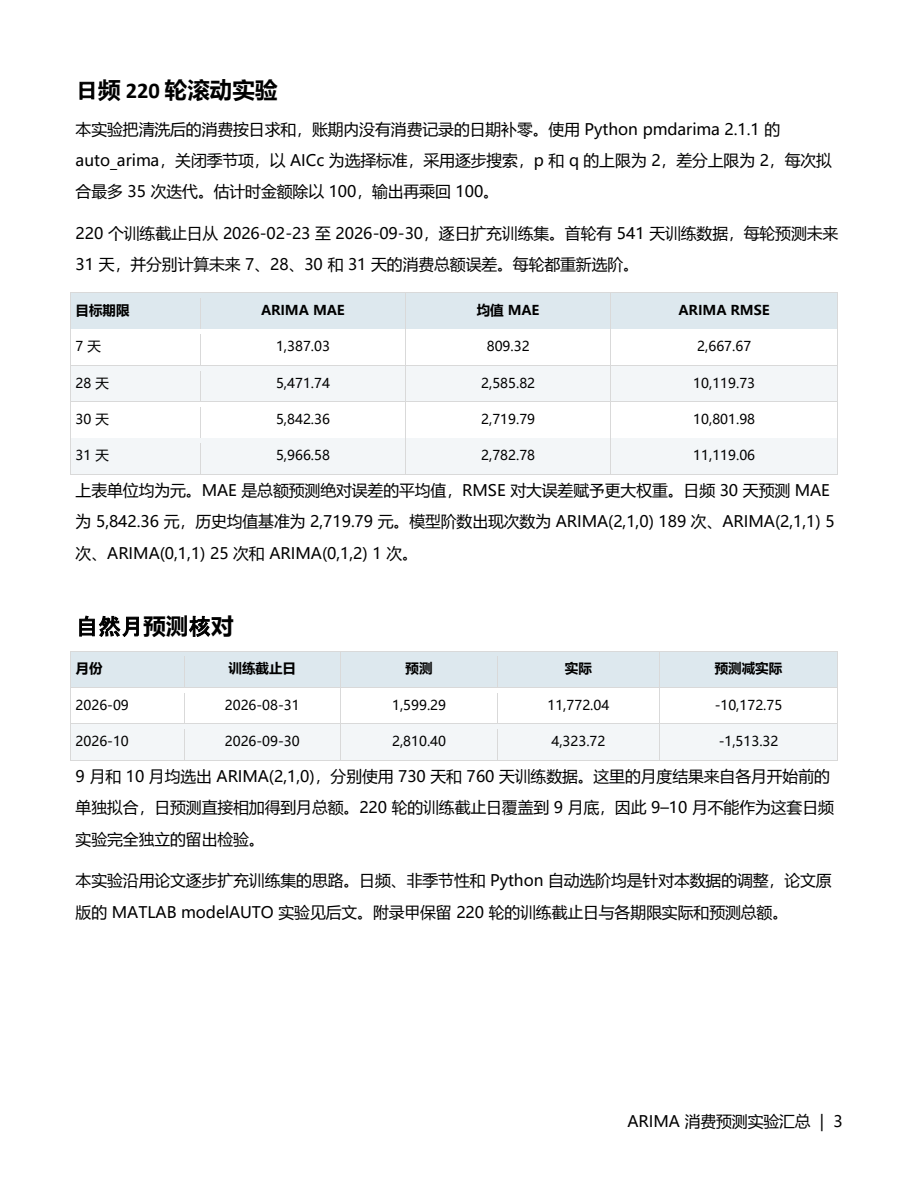 日频 220 轮滚动实验
本实验把清洗后的消费按日求和，账期内没有消费记录的日期补零。使用 Python pmdarima 2.1.1 的
auto_arima，关闭季节项，以 AICc 为选择标准，采用逐步搜索，p 和 q 的上限为 2，差分上限为 2，每次拟
合最多 35 次迭代。估计时金额除以 100，输出再乘回 100。
220 个训练截止日从 2026-02-23 至 2026-09-30，逐日扩充训练集。首轮有 541 天训练数据，每轮预测未来
31 天，并分别计算未来 7、28、30 和 31 天的消费总额误差。每轮都重新选阶。
目标期限 ARIMA MAE 均值 MAE ARIMA RMSE
7 天 1,387.03 809.32 2,667.67
28 天 5,471.74 2,585.82 10,119.73
30 天 5,842.36 2,719.79 10,801.98
31 天 5,966.58 2,782.78 11,119.06
上表单位均为元。MAE 是总额预测绝对误差的平均值，RMSE 对大误差赋予更大权重。日频 30 天预测 MAE
为 5,842.36 元，历史均值基准为 2,719.79 元。模型阶数出现次数为 ARIMA(2,1,0) 189 次、ARIMA(2,1,1) 5
次、ARIMA(0,1,1) 25 次和 ARIMA(0,1,2) 1 次。
自然月预测核对
月份 训练截止日 预测 实际 预测减实际
2026-09 2026-08-31 1,599.29 11,772.04 -10,172.75
2026-10 2026-09-30 2,810.40 4,323.72 -1,513.32
9 月和 10 月均选出 ARIMA(2,1,0)，分别使用 730 天和 760 天训练数据。这里的月度结果来自各月开始前的
单独拟合，日预测直接相加得到月总额。220 轮的训练截止日覆盖到 9 月底，因此 9–10 月不能作为这套日频
实验完全独立的留出检验。
本实验沿用论文逐步扩充训练集的思路。日频、非季节性和 Python 自动选阶均是针对本数据的调整，论文原
版的 MATLAB modelAUTO 实验见后文。附录甲保留 220 轮的训练截止日与各期限实际和预测总额。
ARIMA 消费预测实验汇总 | 3